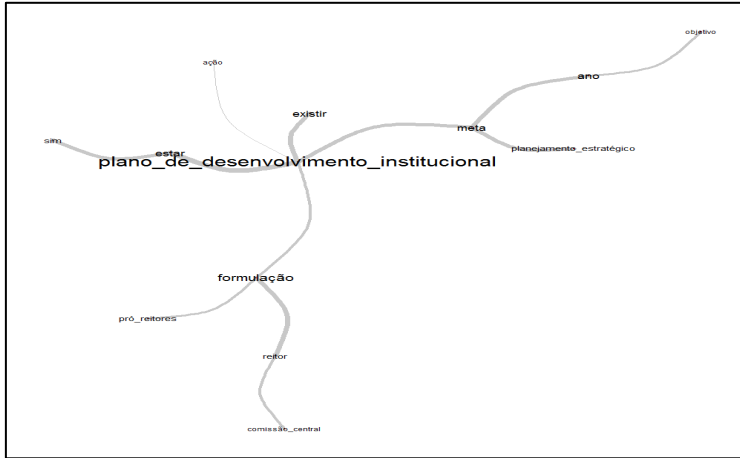 objetivo
ação
ano
existir
meta
sim
estar
planejamento_estratégico
plano_de_desenvolvimento_institucional
formulação
pró_reitores
reitor
comissão_central